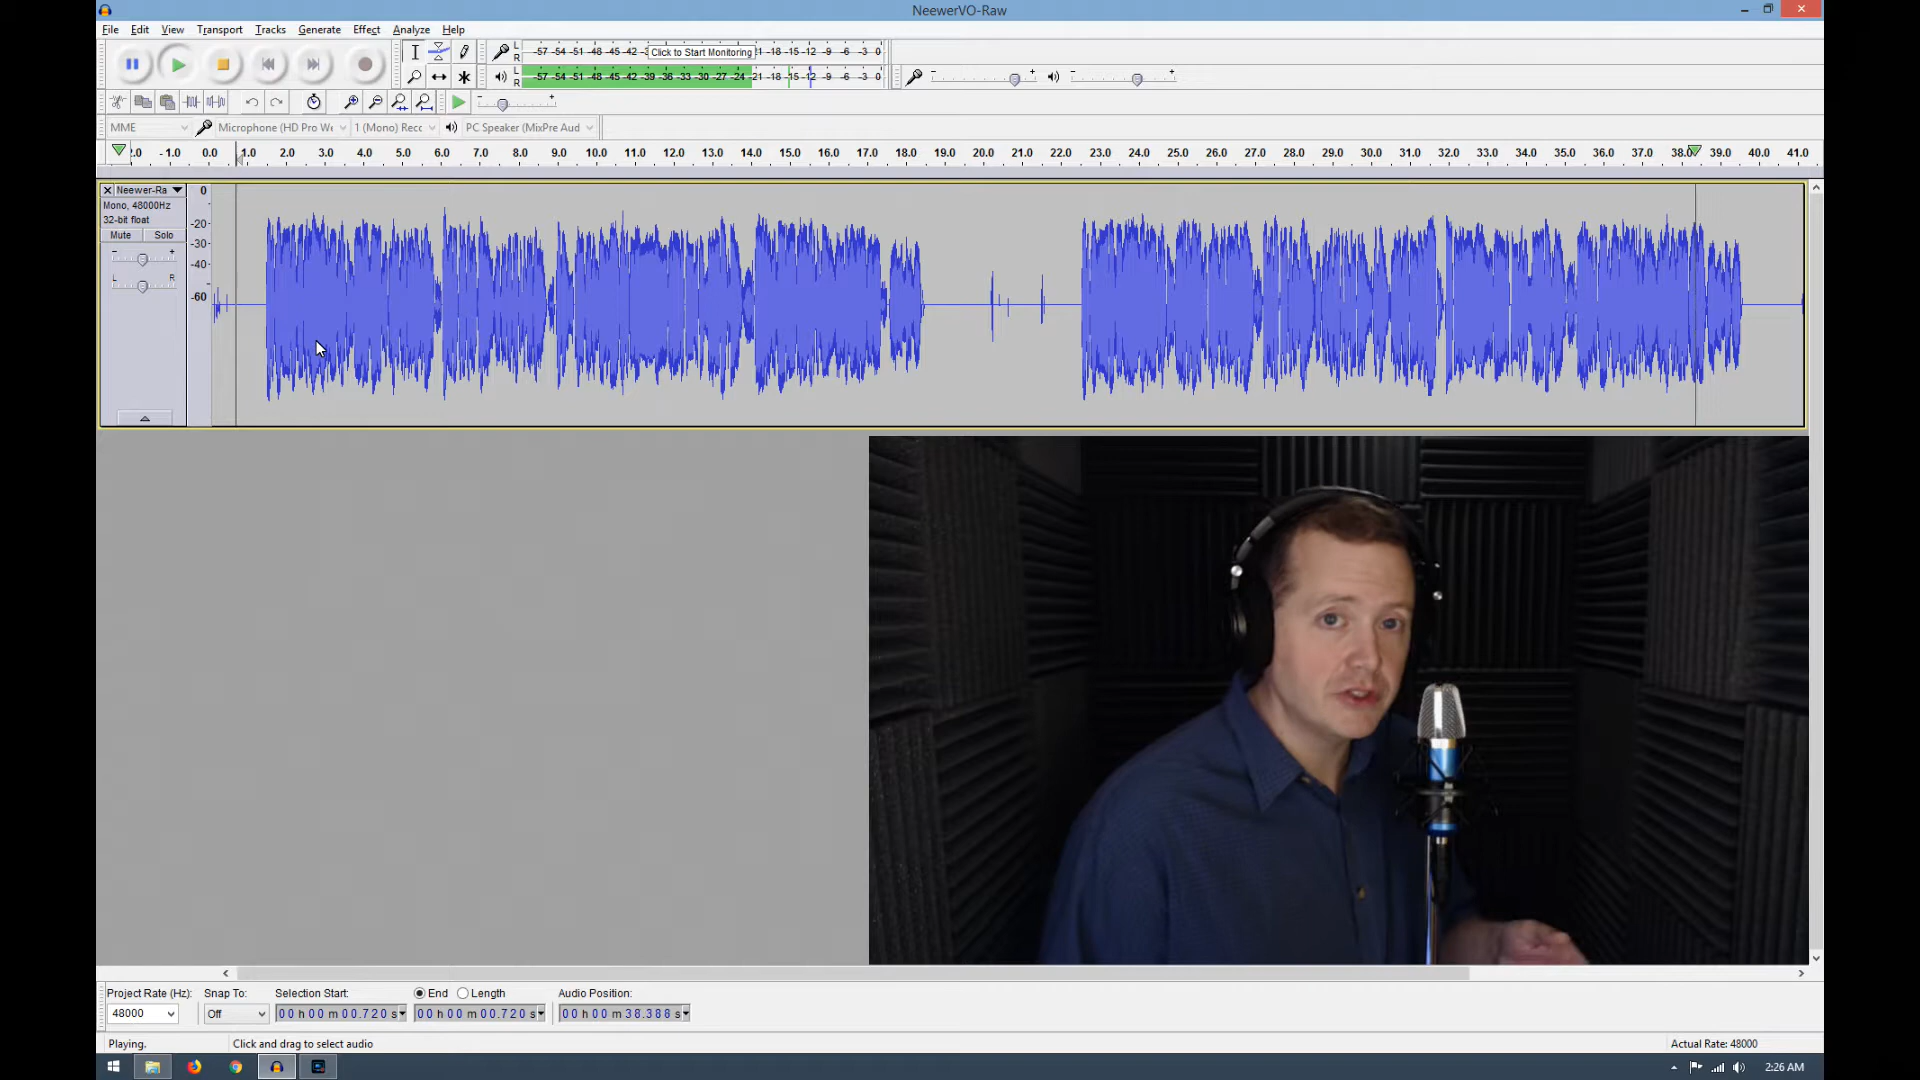 NeewerVO-Raw
File Edit View Transport Tracks Generate Effect Analyze Help
L R -57 -54 -51 -48 -45 -42 -3 Click to Start Monitoring 21 -18 -15 -12 -9 -6 -3 0
L R -57 -54 -51 -48 -45 -42 -39 -36 -33 -30 -27 -24 -21 -18 -15 -12 -9 -6 -3 0
- + - +
- +
MME Microphone (HD Pro We 1 (Mono) Recc PC Speaker (MixPre Aud
2.0 -1.0 0.0 1.0 2.0 3.0 4.0 5.0 6.0 7.0 8.0 9.0 10.0 11.0 12.0 13.0 14.0 15.0 16.0 17.0 18.0 19.0 20.0 21.0 22.0 23.0 24.0 25.0 26.0 27.0 28.0 29.0 30.0 31.0 32.0 33.0 34.0 35.0 36.0 37.0 38.0 39.0 40.0 41.0
Neewer-Ra
Mono, 48000Hz
32-bit float
Mute Solo
- +
L R
0
-20
-30
-40
-60
Project Rate (Hz): Snap To: Selection Start: End Length Audio Position:
48000 Off 00 h 00 m 00.720 s 00 h 00 m 00.720 s 00 h 00 m 38.388 s
Playing. Click and drag to select audio Actual Rate: 48000
2:26 AM